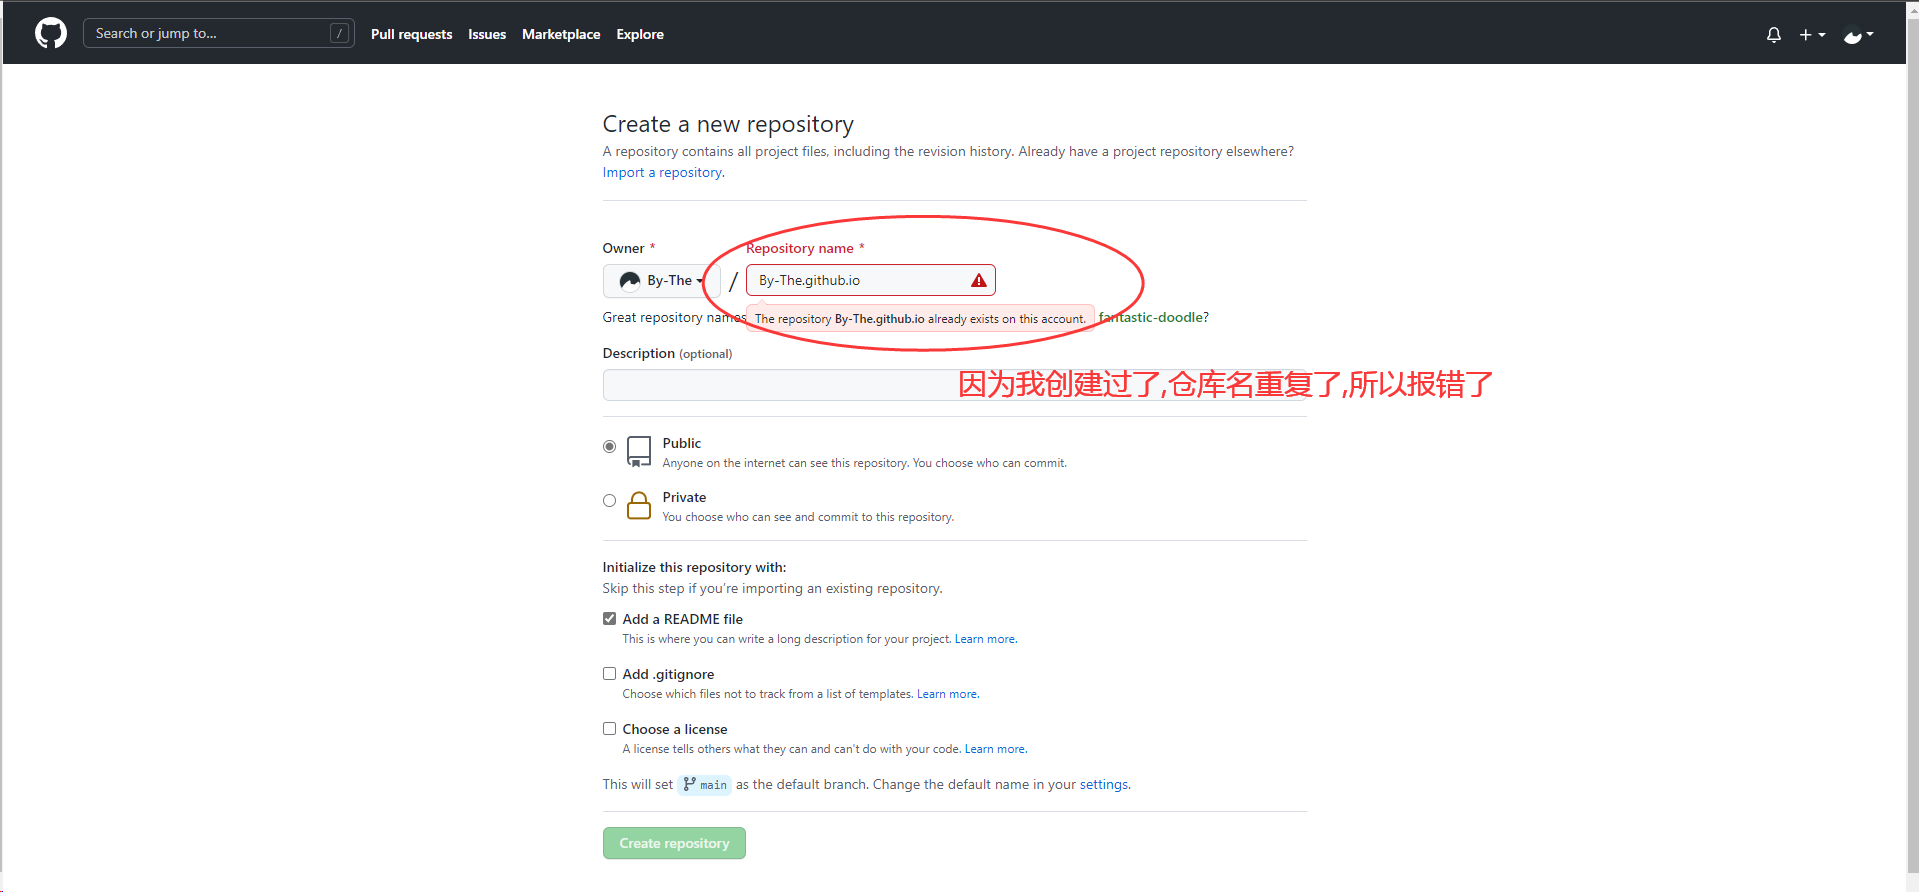 Search or jump to... /
Pull requests Issues Marketplace Explore
Create a new repository
A repository contains all project files, including the revision history. Already have a project repository elsewhere?
Import a repository.
Owner * Repository name *
By-The / By-The.github.io
Great repository names
The repository By-The.github.io already exists on this account.
fantastic-doodle?
Description (optional)
因为我创建过了,仓库名重复了,所以报错了
Public
Anyone on the internet can see this repository. You choose who can commit.
Private
You choose who can see and commit to this repository.
Initialize this repository with:
Skip this step if you're importing an existing repository.
Add a README file
This is where you can write a long description for your project. Learn more.
Add .gitignore
Choose which files not to track from a list of templates. Learn more.
Choose a license
A license tells others what they can and can't do with your code. Learn more.
This will set main as the default branch. Change the default name in your settings.
Create repository